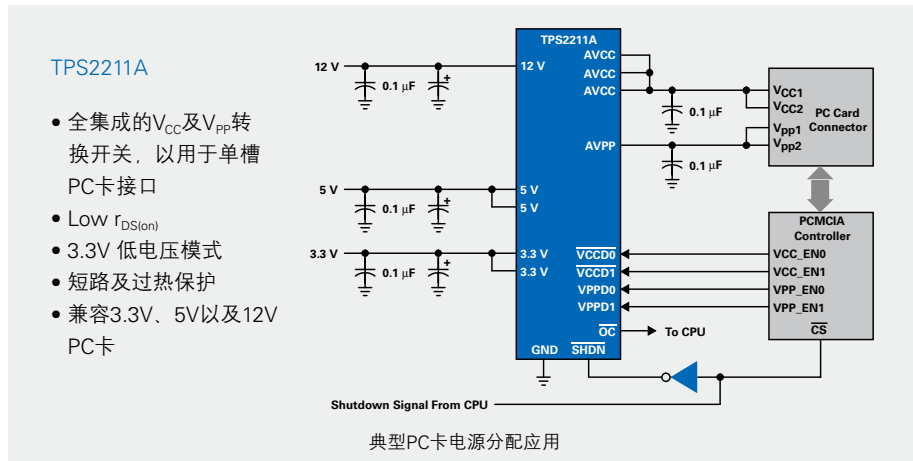 TPS2211A
● 全集成的VCC及VPP转
换开关，以用于单槽
PC卡接口
● Low rDS(on)
● 3.3V 低电压模式
● 短路及过热保护
● 兼容3.3V、5V以及12V
PC卡
TPS2211A
12 V
0.1 μF
+
12 V
AVCC
AVCC
AVCC
0.1 μF
VCC1
VCC2
PC Card
Connector
Vpp1
Vpp2
AVPP
0.1 μF
5 V
0.1 μF
+
5 V
5 V
3.3 V
0.1 μF
+
3.3 V
3.3 V
PCMCIA
Controller
VCCD0
VCC_EN0
VCCD1
VCC_EN1
VPPD0
VPP_EN0
VPPD1
VPP_EN1
OC
To CPU
CS
GND
SHDN
Shutdown Signal From CPU
典型PC卡电源分配应用